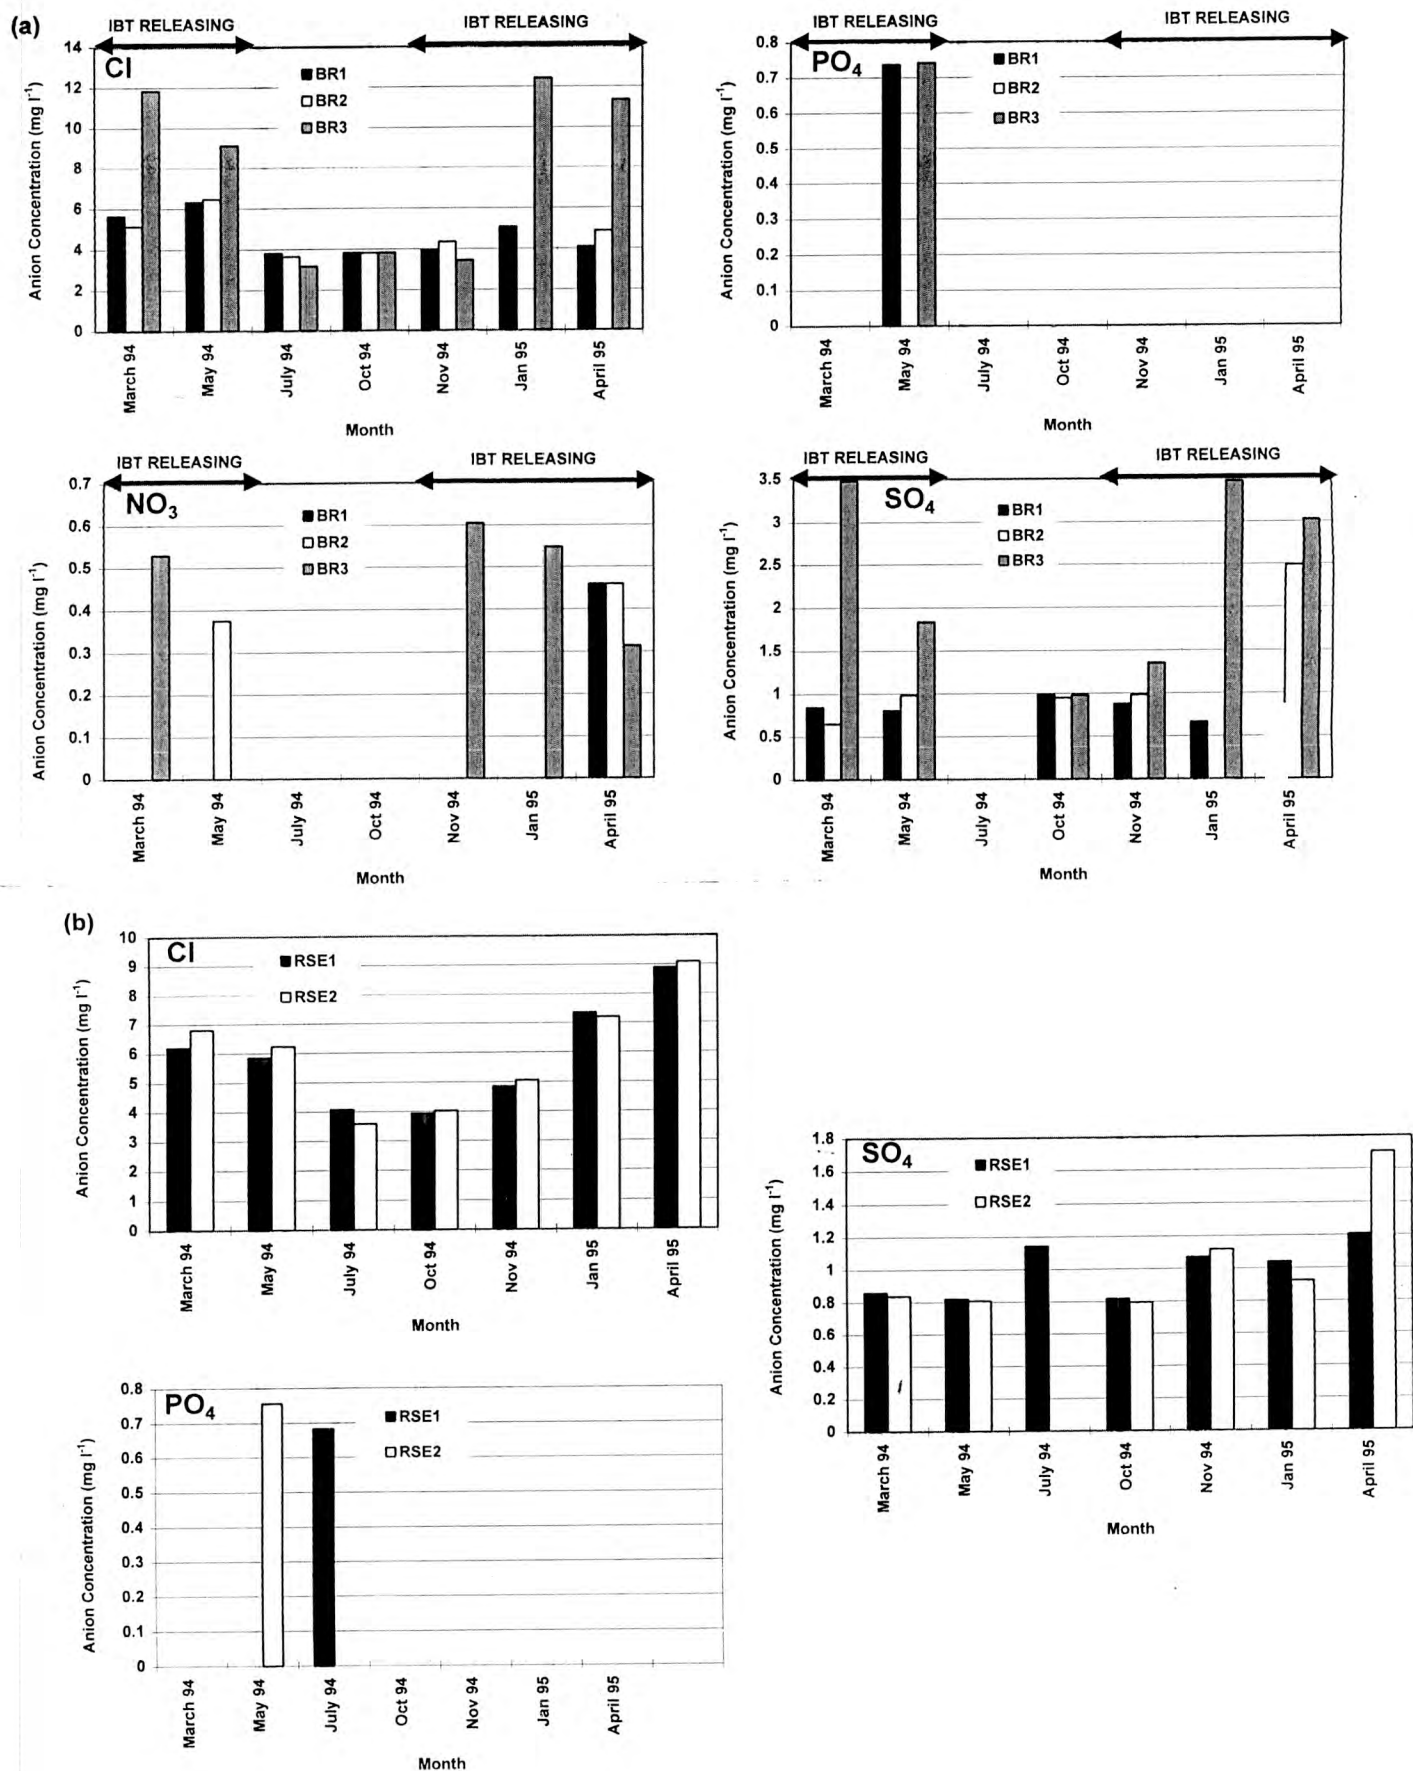 (a)
IBT RELEASING
IBT RELEASING
Cl
BR1
BR2
BR3
Anion Concentration (mg l⁻¹)
14
12
10
8
6
4
2
0
March 94
May 94
July 94
Oct 94
Nov 94
Jan 95
April 95
Month
IBT RELEASING
IBT RELEASING
PO₄
BR1
BR2
BR3
Anion Concentration (mg l⁻¹)
0.8
0.7
0.6
0.5
0.4
0.3
0.2
0.1
0
March 94
May 94
July 94
Oct 94
Nov 94
Jan 95
April 95
Month
IBT RELEASING
IBT RELEASING
NO₃
BR1
BR2
BR3
Anion Concentration (mg l⁻¹)
0.7
0.6
0.5
0.4
0.3
0.2
0.1
0
March 94
May 94
July 94
Oct 94
Nov 94
Jan 95
April 95
Month
IBT RELEASING
IBT RELEASING
SO₄
BR1
BR2
BR3
Anion Concentration (mg l⁻¹)
3.5
3
2.5
2
1.5
1
0.5
0
March 94
May 94
July 94
Oct 94
Nov 94
Jan 95
April 95
Month
(b)
Cl
RSE1
RSE2
Anion Concentration (mg l⁻¹)
10
9
8
7
6
5
4
3
2
1
0
March 94
May 94
July 94
Oct 94
Nov 94
Jan 95
April 95
Month
SO₄
RSE1
RSE2
Anion Concentration (mg l⁻¹)
1.8
1.6
1.4
1.2
1
0.8
0.6
0.4
0.2
0
March 94
May 94
July 94
Oct 94
Nov 94
Jan 95
April 95
Month
PO₄
RSE1
RSE2
Anion Concentration (mg l⁻¹)
0.8
0.7
0.6
0.5
0.4
0.3
0.2
0.1
0
March 94
May 94
July 94
Oct 94
Nov 94
Jan 95
April 95
Month